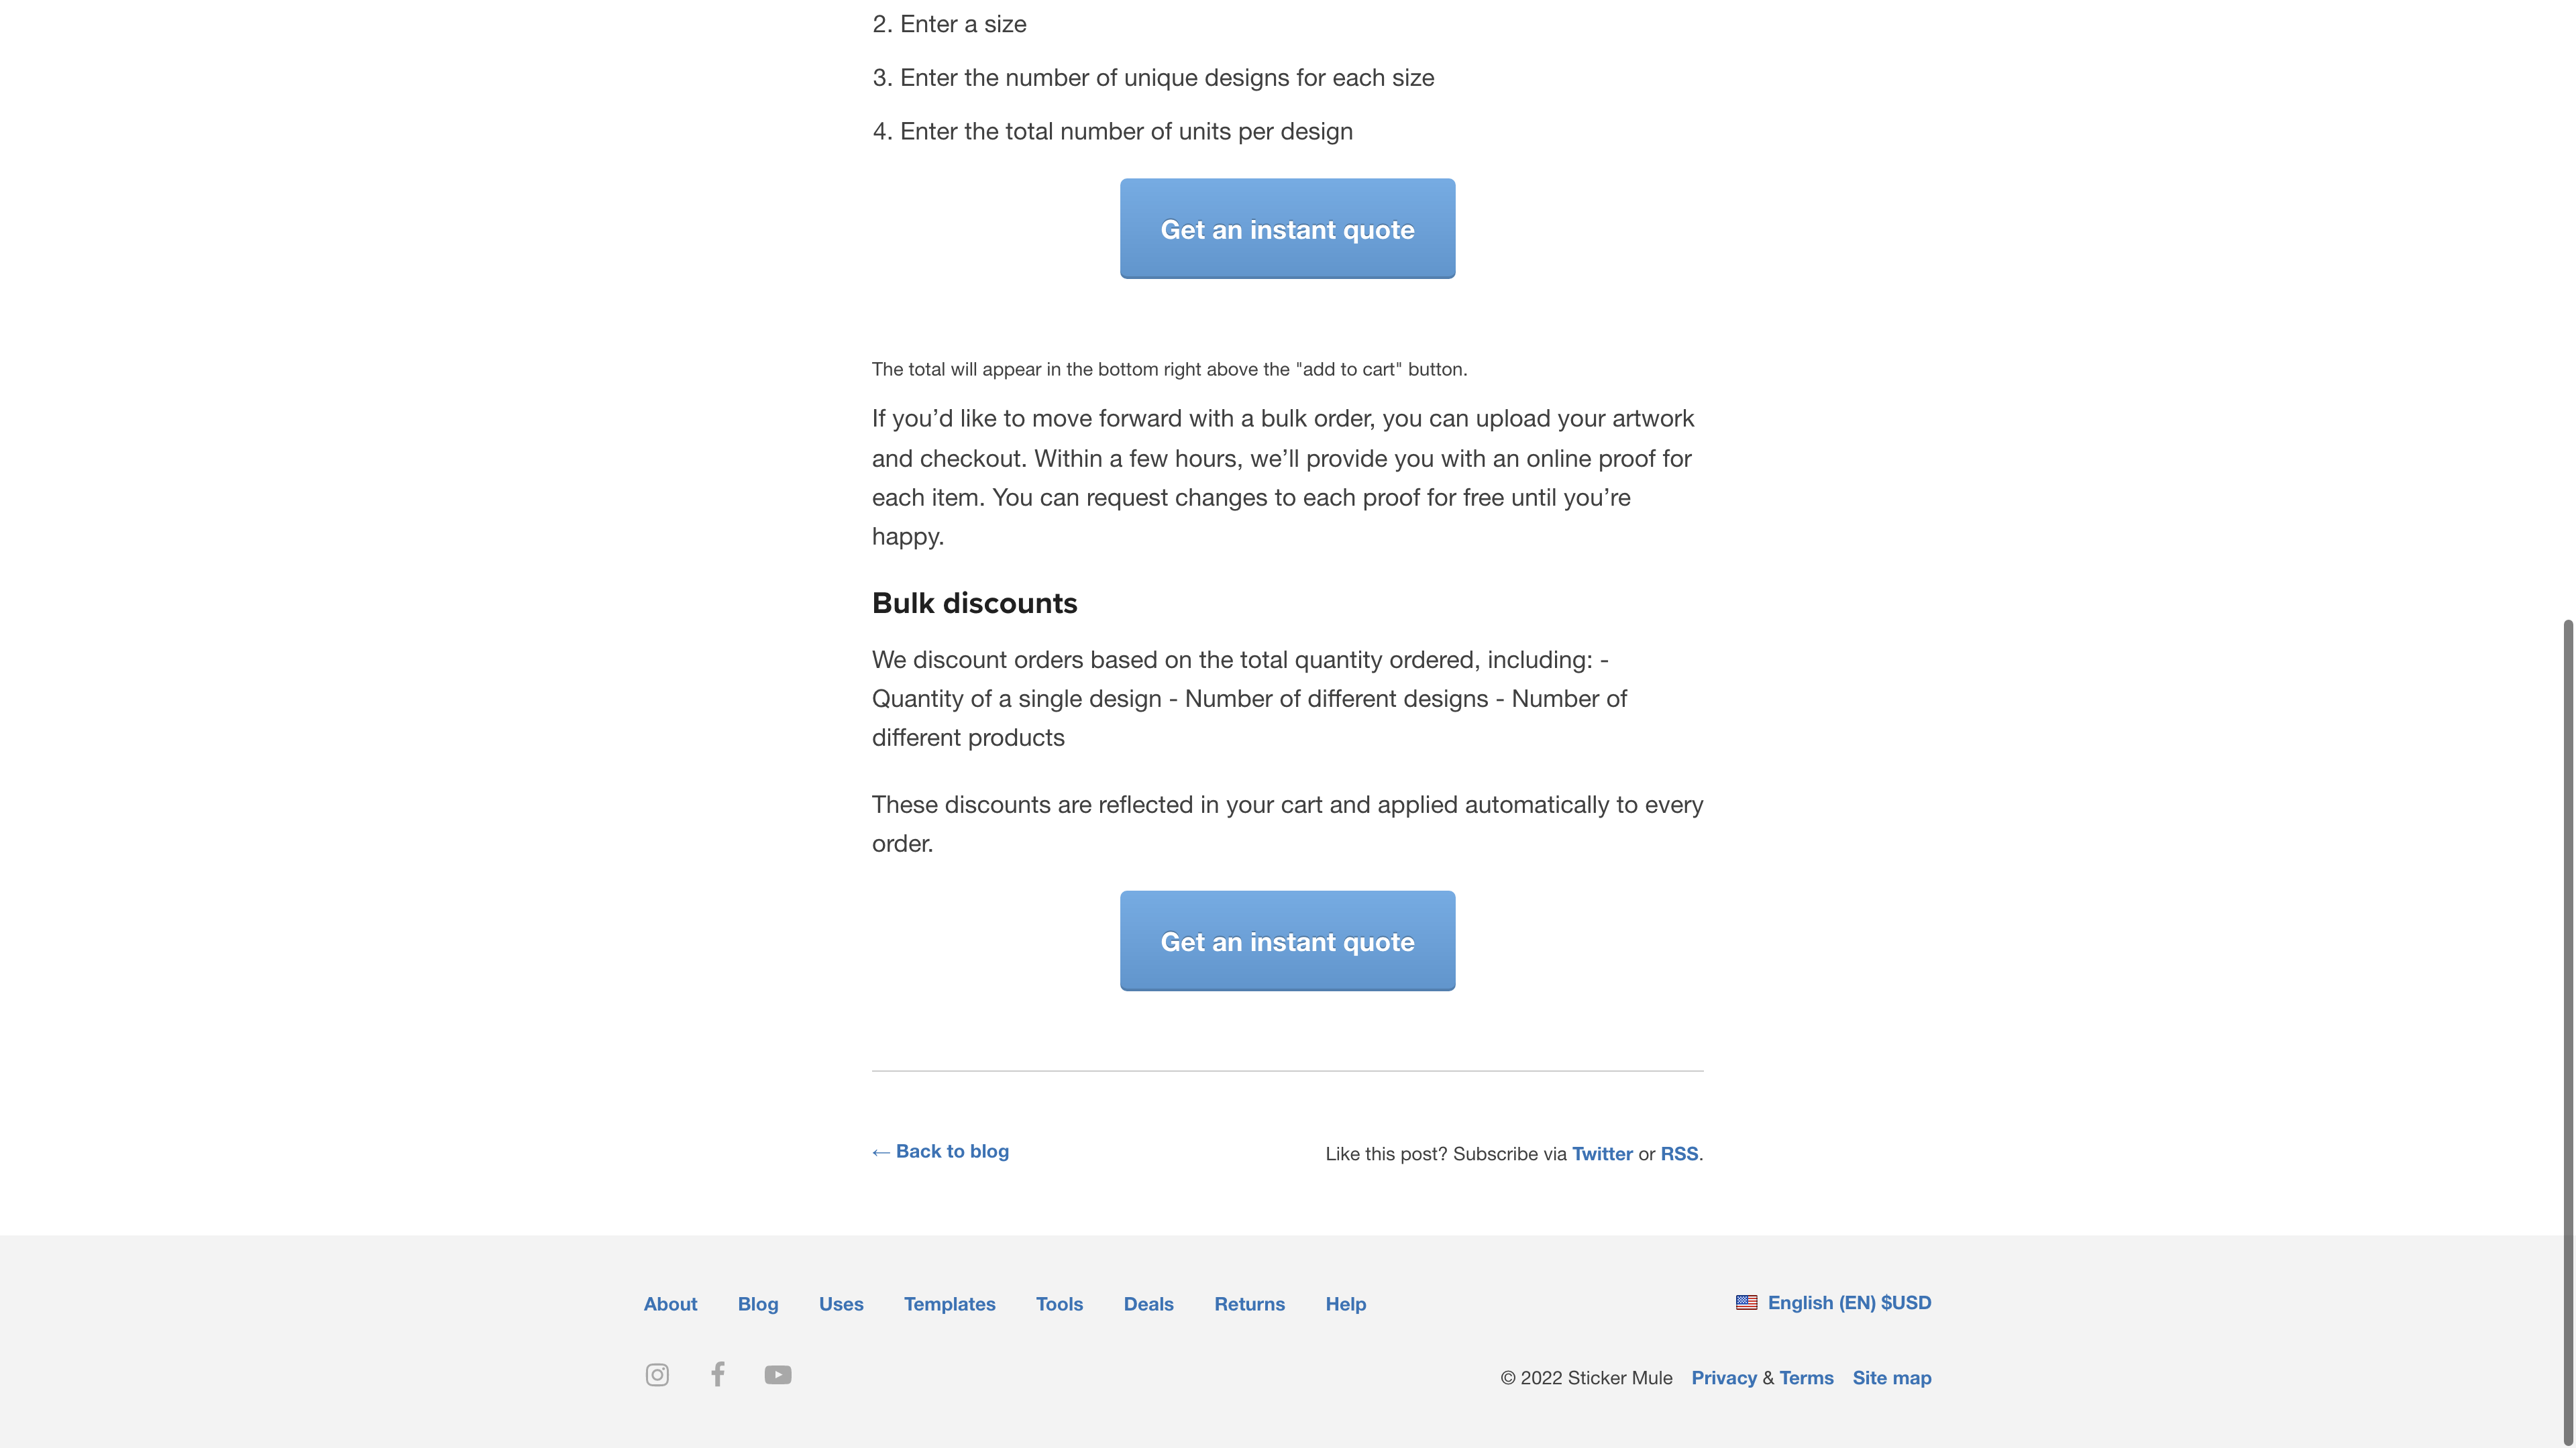 2. Enter a size
3. Enter the number of unique designs for each size
4. Enter the total number of units per design
Get an instant quote
The total will appear in the bottom right above the "add to cart" button.
If you’d like to move forward with a bulk order, you can upload your artwork
and checkout. Within a few hours, we’ll provide you with an online proof for
each item. You can request changes to each proof for free until you’re
happy.
Bulk discounts
We discount orders based on the total quantity ordered, including: -
Quantity of a single design - Number of different designs - Number of
different products
These discounts are reflected in your cart and applied automatically to every
order.
Get an instant quote
← Back to blog
Like this post? Subscribe via Twitter or RSS.
About Blog Uses Templates Tools Deals Returns Help
English (EN) $USD
© 2022 Sticker Mule Privacy & Terms Site map